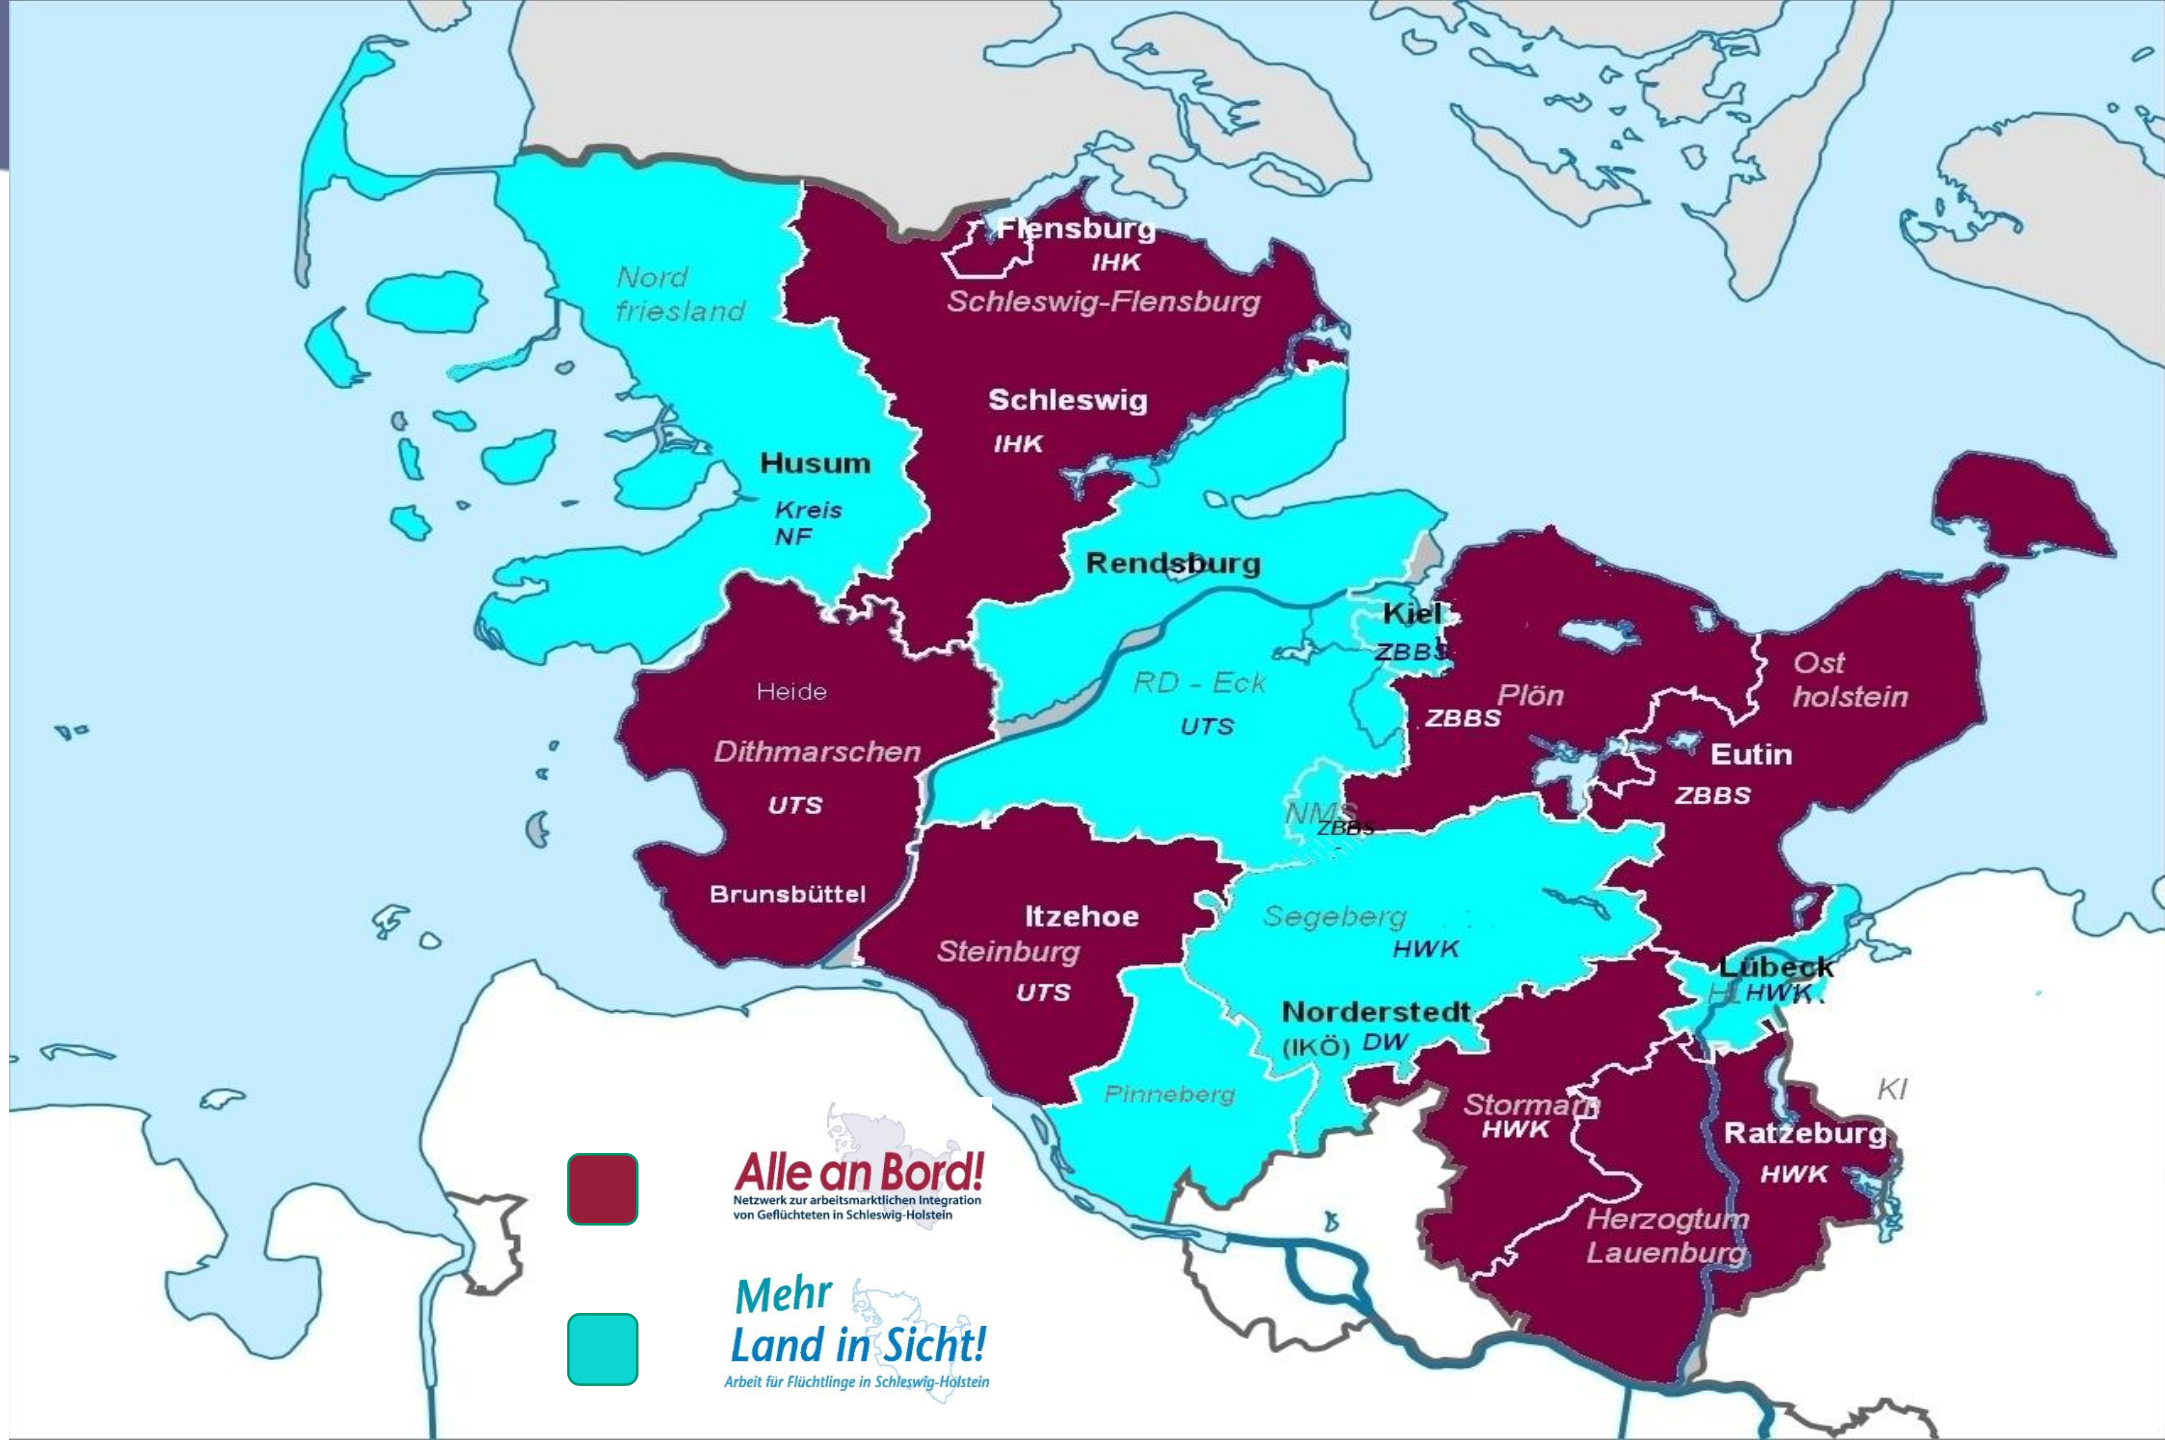 Flensburg
IHK
Nord
friesland
Schleswig-Flensburg
Schleswig
IHK
Husum
Kreis
NF
Rendsburg
Kiel
ZBBS
Heide
RD - Eck
UTS
Plön
ZBBS
Ost
holstein
Dithmarschen
UTS
Eutin
ZBBS
NMS
ZBBS
Brunsbüttel
Itzehoe
Steinburg
UTS
Segeberg
HWK
Lübeck
HWK
Norderstedt
(IKÖ) DW
Pinneberg
Stormarn
HWK
KI
Ratzeburg
HWK
Herzogtum
Lauenburg
Alle an Bord!
Netzwerk zur arbeitsmarktlichen Integration
von Geflüchteten in Schleswig-Holstein
Mehr
Land in Sicht!
Arbeit für Flüchtlinge in Schleswig-Holstein